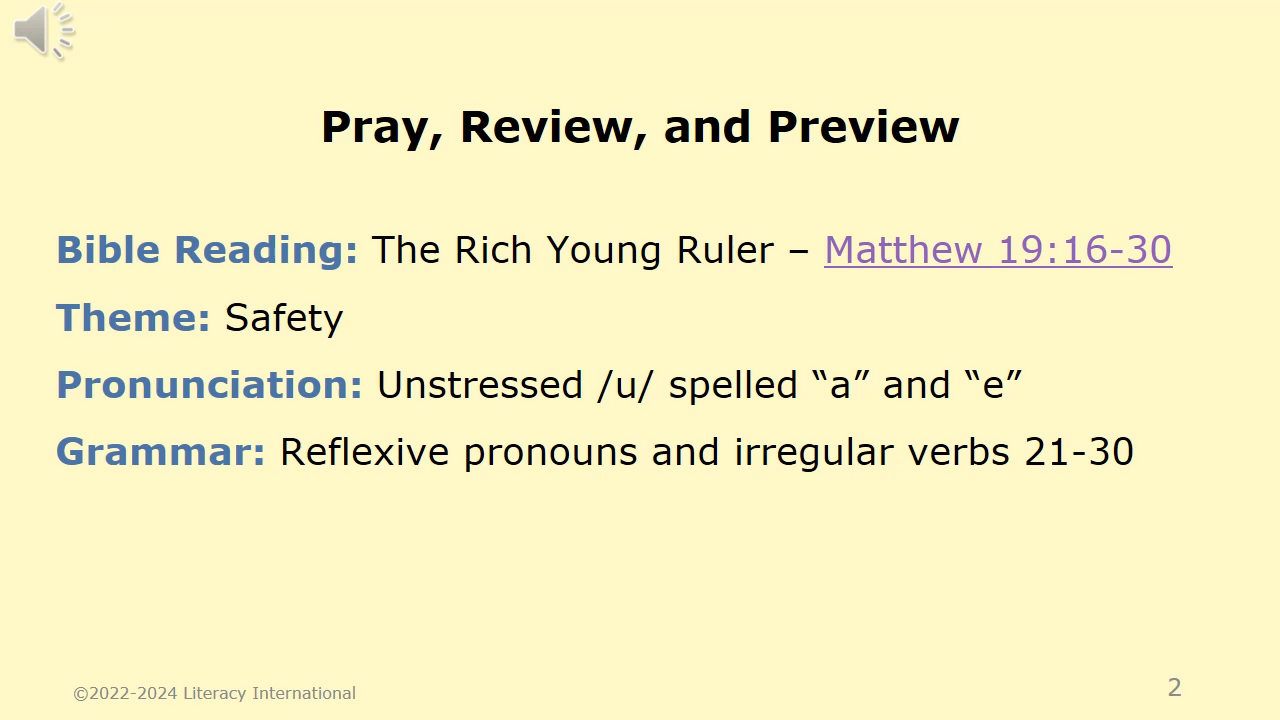 Pray, Review, and Preview
Bible Reading: The Rich Young Ruler – Matthew 19:16-30
Theme: Safety
Pronunciation: Unstressed /u/ spelled “a” and “e”
Grammar: Reflexive pronouns and irregular verbs 21-30
©2022-2024 Literacy International
2